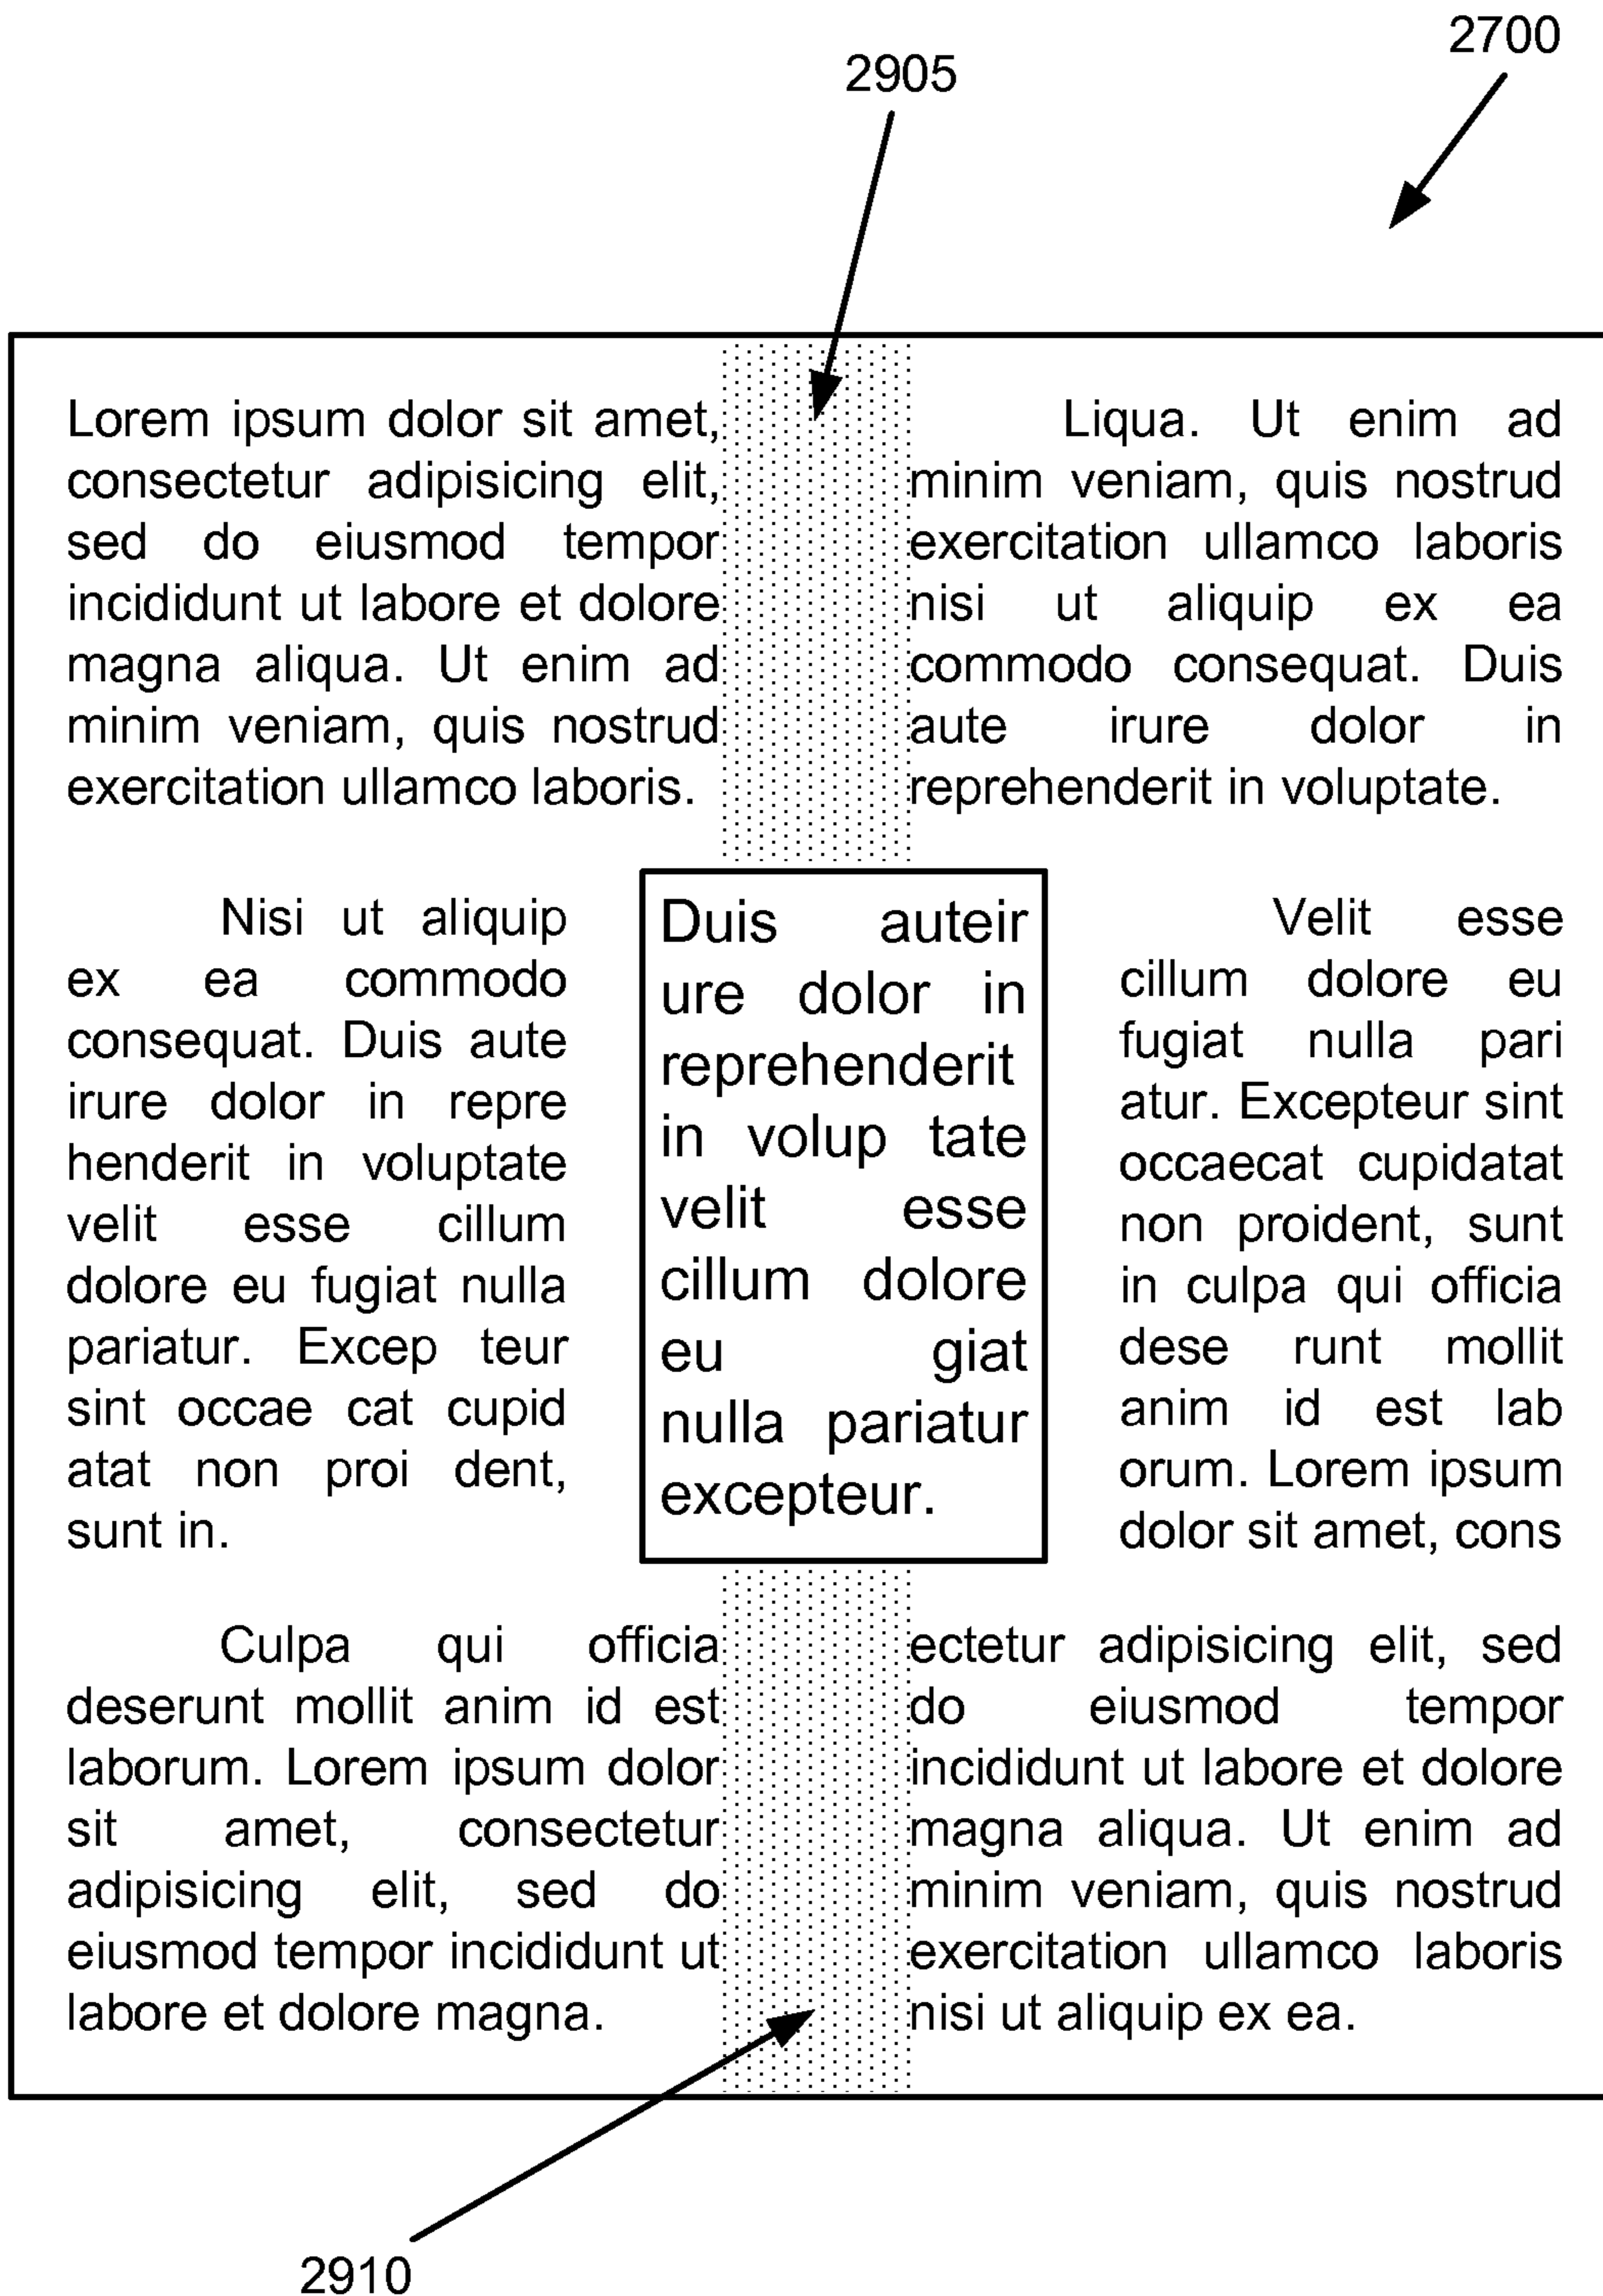 2700
2905
Lorem ipsum dolor sit amet,
consectetur adipisicing elit,
sed do eiusmod tempor
incididunt ut labore et dolore
magna aliqua. Ut enim ad
minim veniam, quis nostrud
exercitation ullamco laboris.
Nisi ut aliquip
ex ea commodo
consequat. Duis aute
irure dolor in repre
henderit in voluptate
velit esse cillum
dolore eu fugiat nulla
pariatur. Excep teur
sint occae cat cupid
atat non proi dent,
sunt in.
Culpa qui officia
deserunt mollit anim id est
laborum. Lorem ipsum dolor
sit amet, consectetur
adipisicing elit, sed do
eiusmod tempor incididunt ut
labore et dolore magna.
Duis auteir
ure dolor in
reprehenderit
in volup tate
velit esse
cillum dolore
eu giat
nulla pariatur
excepteur.
Liqua. Ut enim ad
minim veniam, quis nostrud
exercitation ullamco laboris
nisi ut aliquip ex ea
commodo consequat. Duis
aute irure dolor in
reprehenderit in voluptate.
Velit esse
cillum dolore eu
fugiat nulla pari
atur. Excepteur sint
occaecat cupidatat
non proident, sunt
in culpa qui officia
dese runt mollit
anim id est lab
orum. Lorem ipsum
dolor sit amet, cons
ectetur adipisicing elit, sed
do eiusmod tempor
incididunt ut labore et dolore
magna aliqua. Ut enim ad
minim veniam, quis nostrud
exercitation ullamco laboris
nisi ut aliquip ex ea.
2910